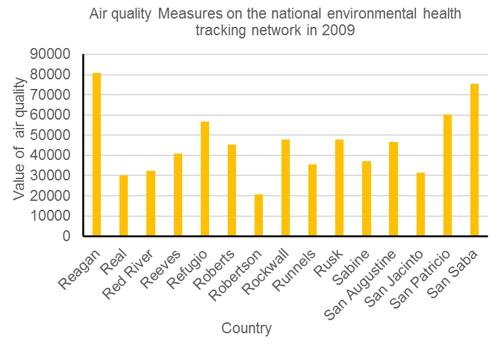 Air quality Measures on the national environmental health
tracking network in 2009
Value of air quality
90000
80000
70000
60000
50000
40000
30000
20000
10000
0
Reagan
Real
Red River
Reeves
Refugio
Roberts
Robertson
Rockwall
Runnels
Rusk
Sabine
San Augustine
San Jacinto
San Patricio
San Saba
Country